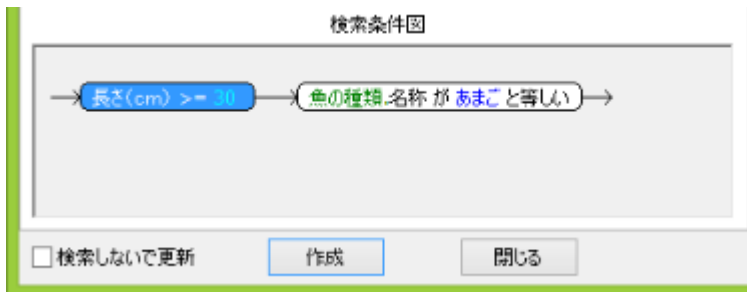 検索条件図
長さ(cm) >= 30 魚の種類.名称 が あまご と等しい
検索しないで更新 作成 閉じる